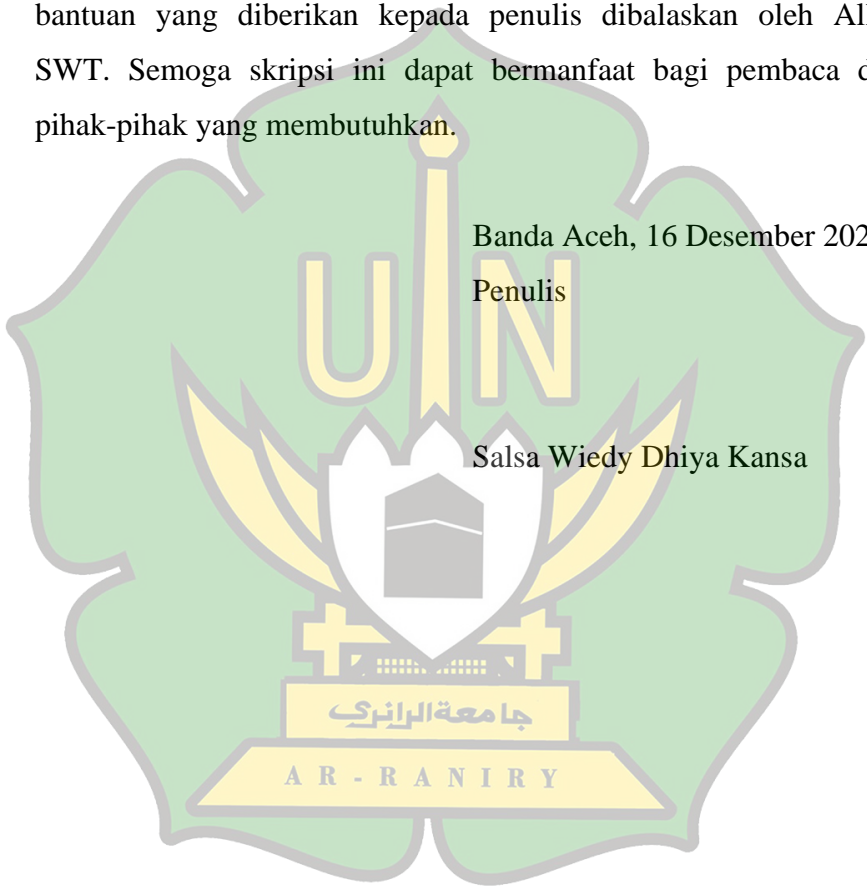 bantuan yang diberikan kepada penulis dibalaskan oleh Al
SWT. Semoga skripsi ini dapat bermanfaat bagi pembaca d
pihak-pihak yang membutuhkan.
Banda Aceh, 16 Desember 202
Penulis
UIN
Salsa Wiedy Dhiya Kansa
جامعة الرانري
AR-RANIRY